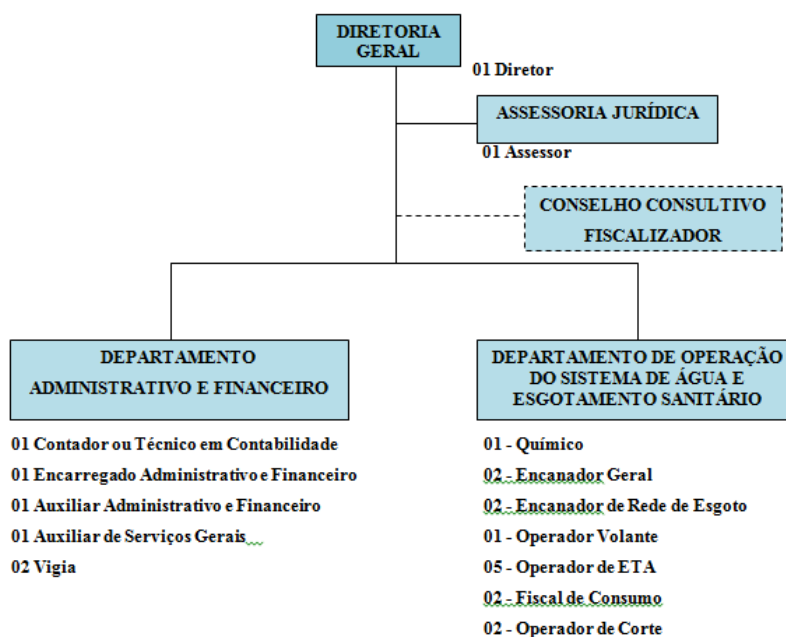 DIRETORIA
GERAL
01 Diretor
ASSESSORIA JURÍDICA
01 Assessor
CONSELHO CONSULTIVO
FISCALIZADOR
DEPARTAMENTO
ADMINISTRATIVO E FINANCEIRO
01 Contador ou Técnico em Contabilidade
01 Encarregado Administrativo e Financeiro
01 Auxiliar Administrativo e Financeiro
01 Auxiliar de Serviços Gerais
02 Vigia
DEPARTAMENTO DE OPERAÇÃO
DO SISTEMA DE ÁGUA E
ESGOTAMENTO SANITÁRIO
01 - Químico
02 - Encanador Geral
02 - Encanador de Rede de Esgoto
01 - Operador Volante
05 - Operador de ETA
02 - Fiscal de Consumo
02 - Operador de Corte